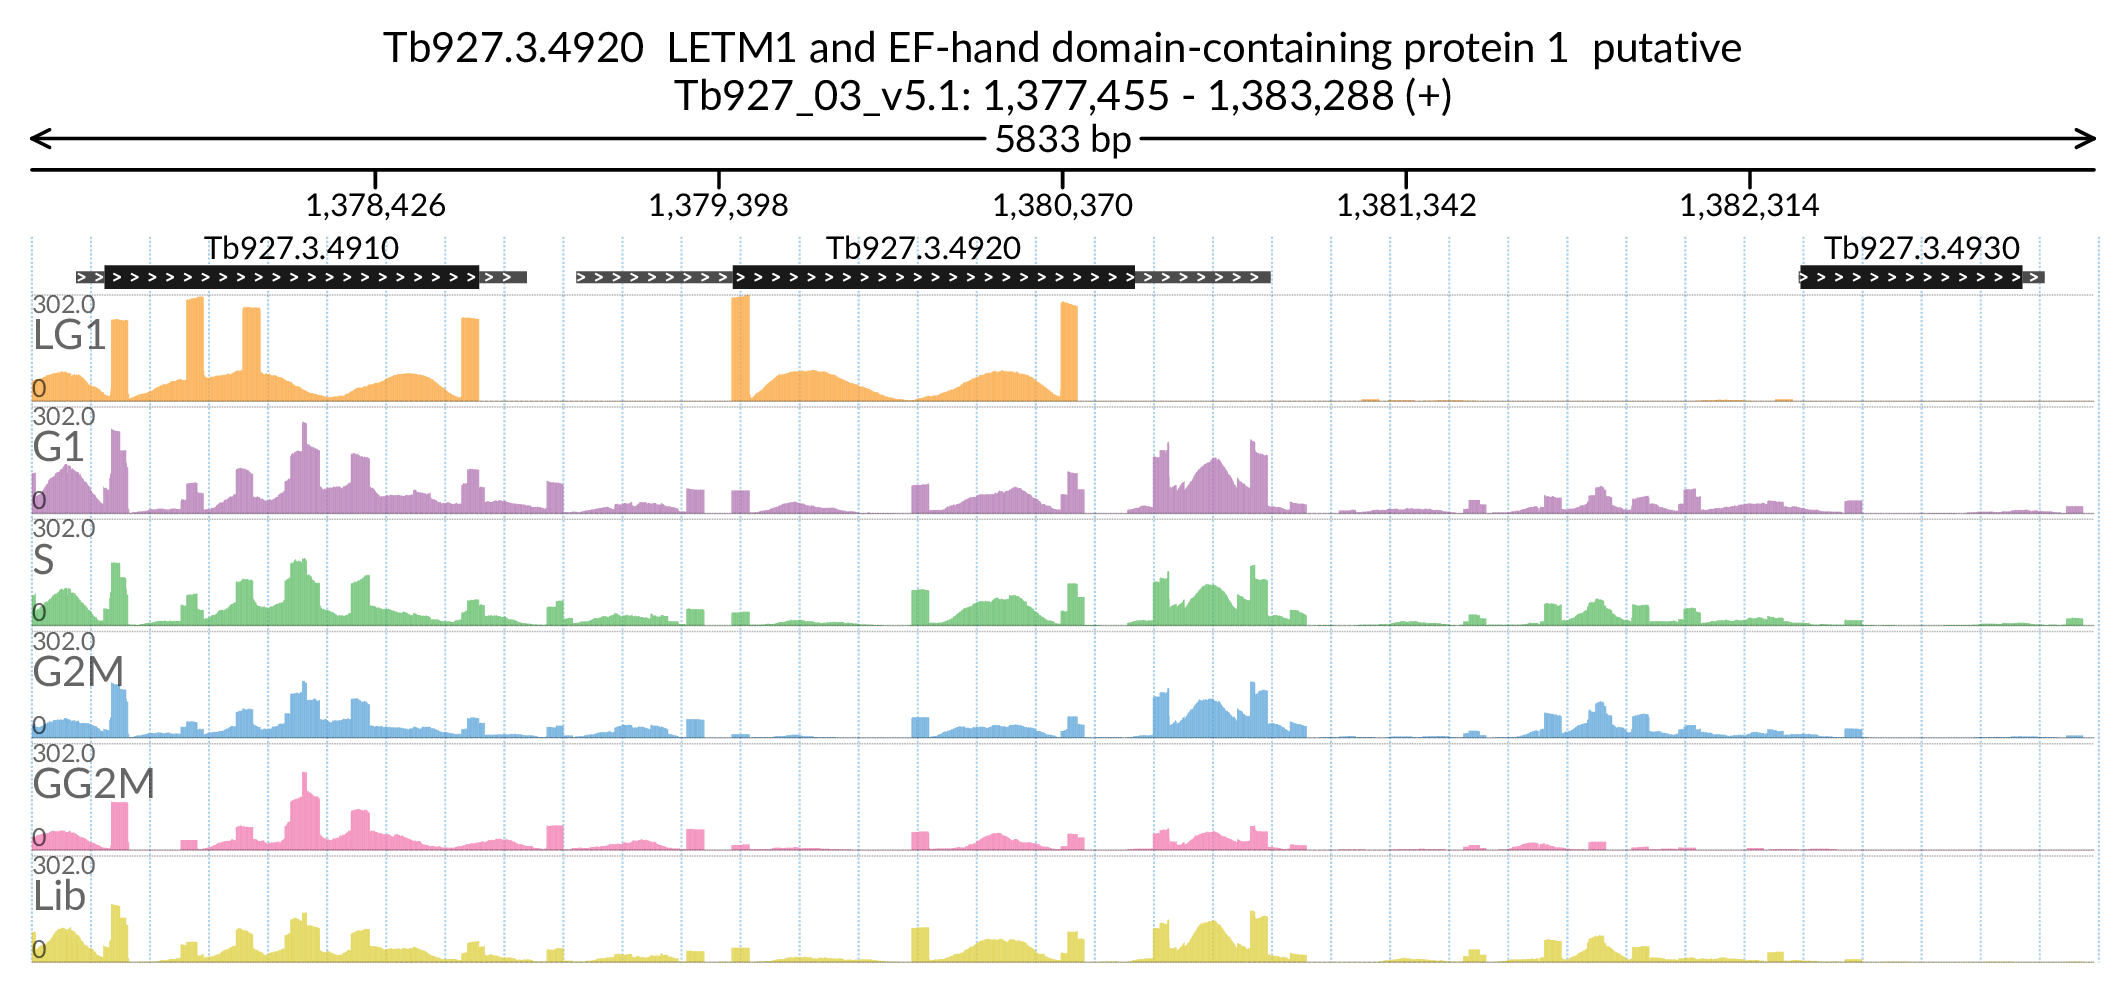 Tb927.3.4920  LETM1 and EF-hand domain-containing protein 1  putative
Tb927_03_v5.1: 1,377,455 - 1,383,288 (+)
5833 bp
1,378,426 1,379,398 1,380,370 1,381,342 1,382,314
Tb927.3.4910 Tb927.3.4920 Tb927.3.4930
302.0
LG1
0
302.0
G1
0
302.0
S
0
302.0
G2M
0
302.0
GG2M
0
302.0
Lib
0